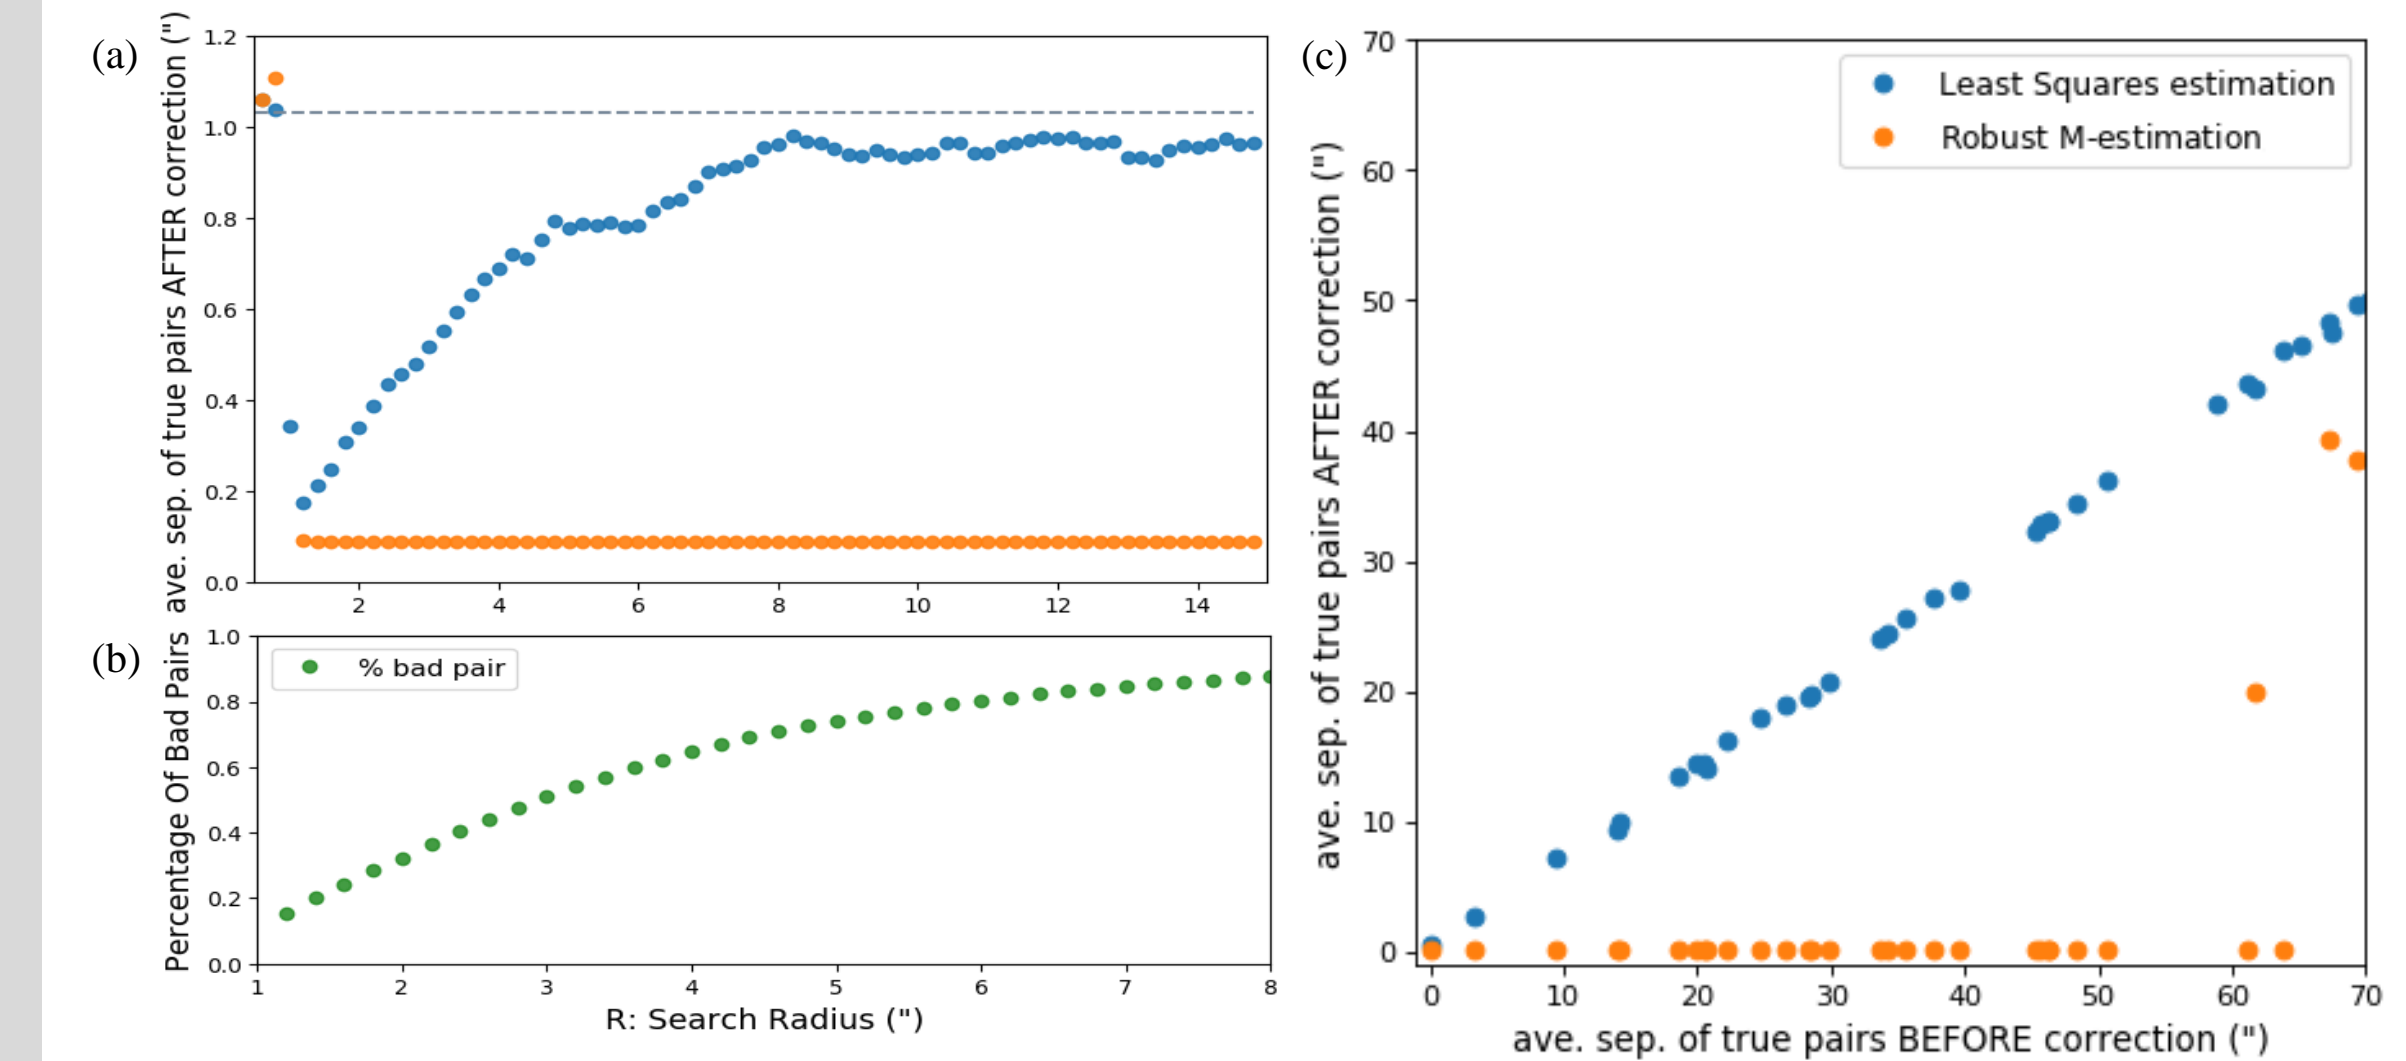 (a)
ave. sep. of true pairs AFTER correction (")
1.2
1.0
0.8
0.6
0.4
0.2
0.0
2 4 6 8 10 12 14
(b)
Percentage Of Bad Pairs
% bad pair
1.0
0.8
0.6
0.4
0.2
0.0
1 2 3 4 5 6 7 8
R: Search Radius (")
(c)
ave. sep. of true pairs AFTER correction (")
Least Squares estimation
Robust M-estimation
70
60
50
40
30
20
10
0
0 10 20 30 40 50 60 70
ave. sep. of true pairs BEFORE correction (")